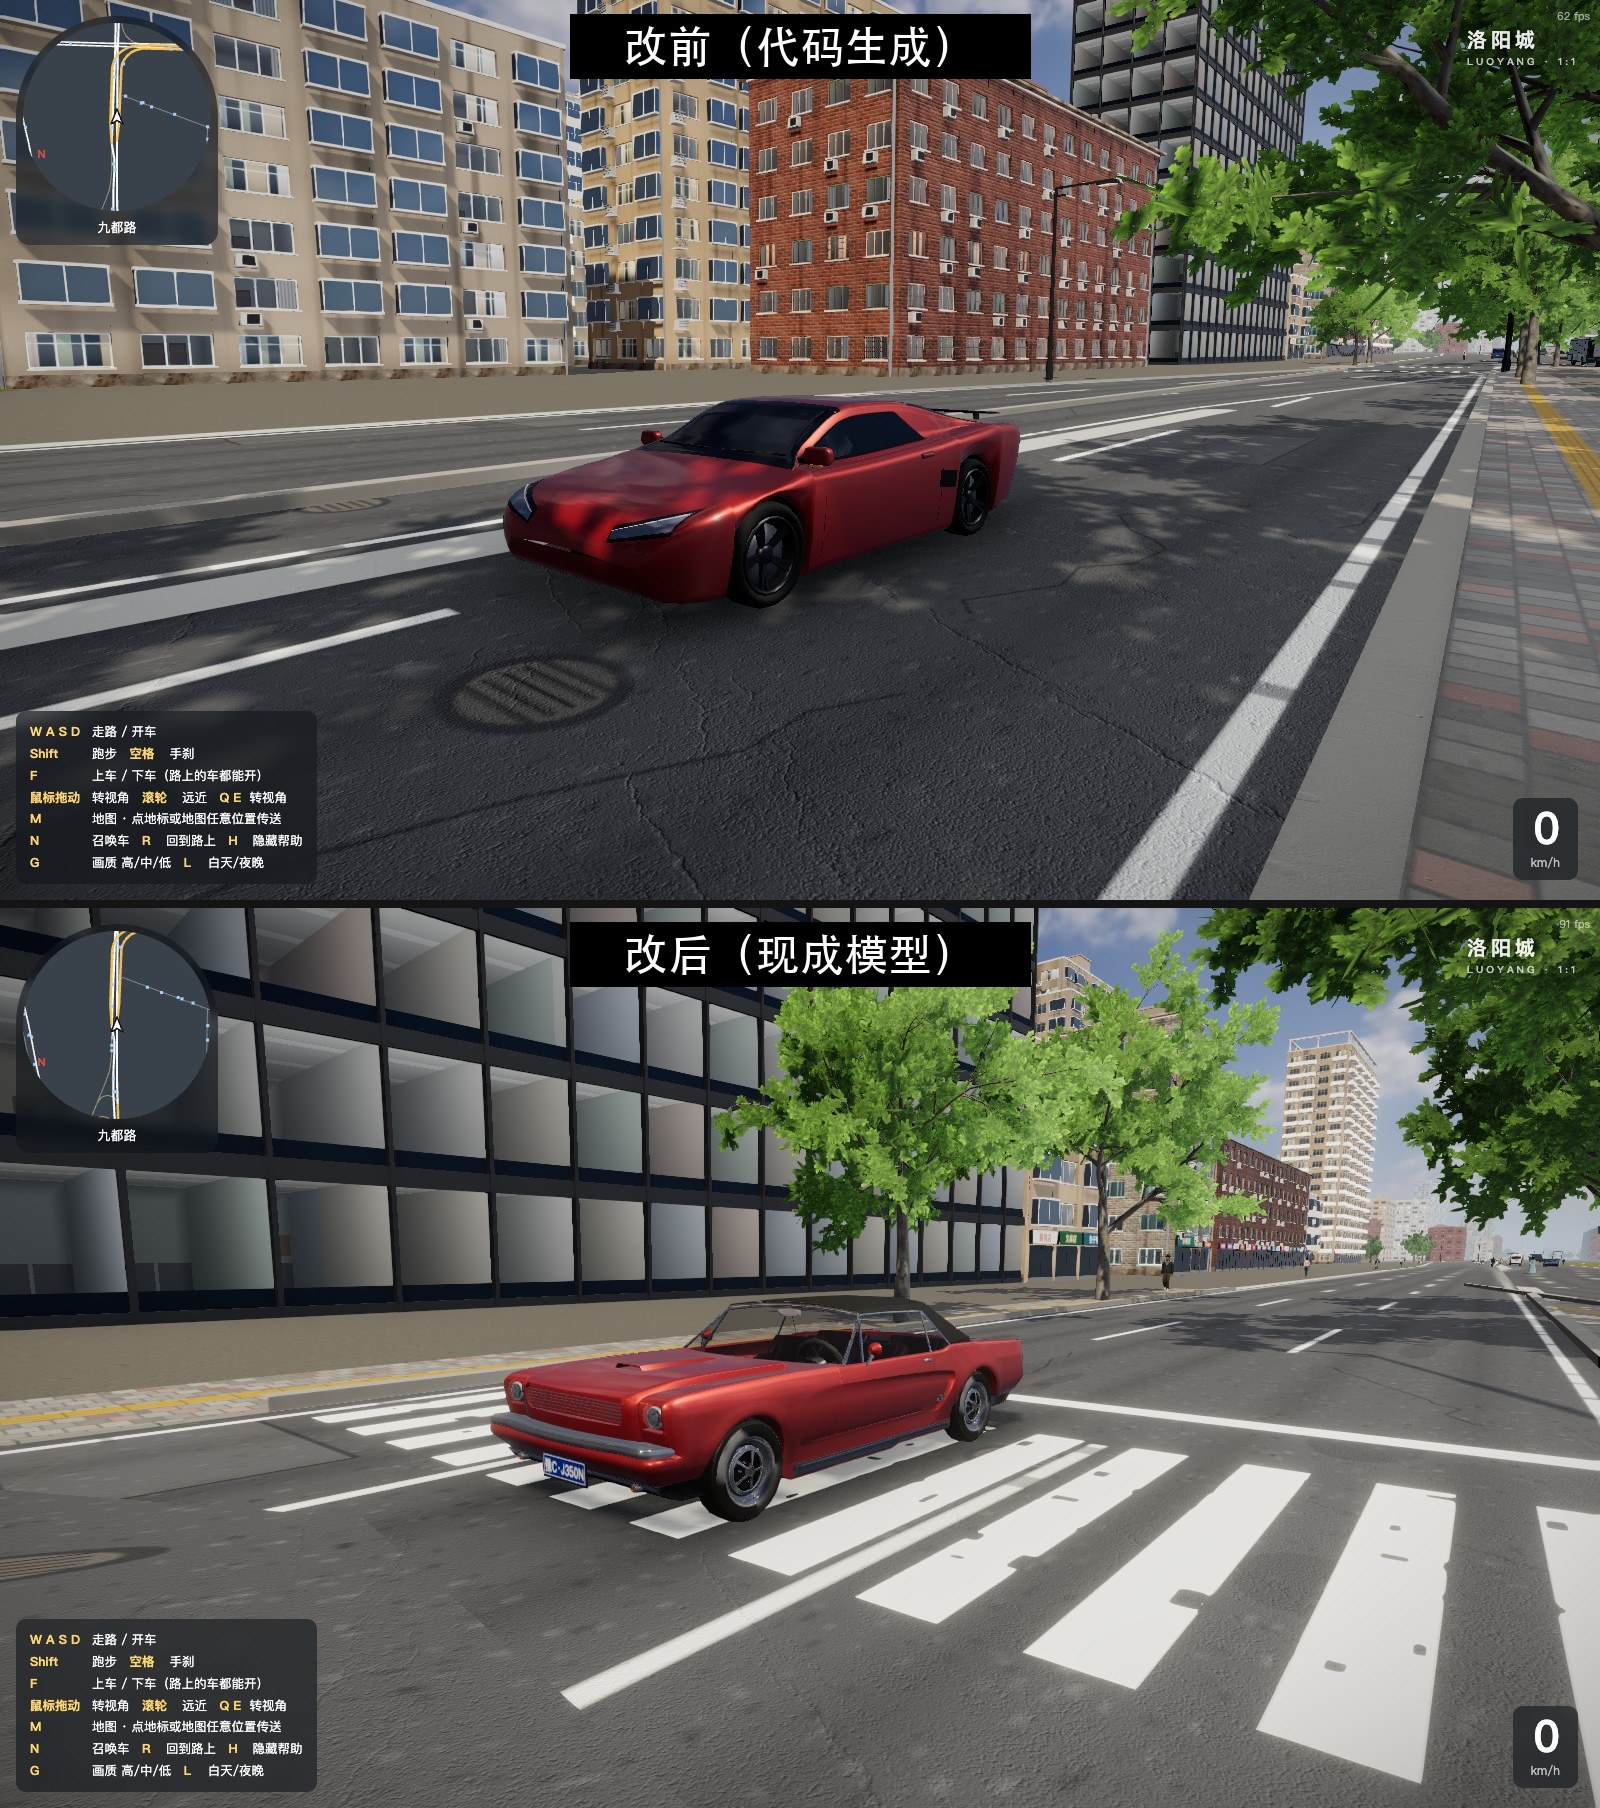 改前（代码生成）
62 fps
洛阳城
LUOYANG · 1:1
N
九都路
W A S D 走路 / 开车
Shift 跑步 空格 手刹
F 上车 / 下车（路上的车都能开）
鼠标拖动 转视角 滚轮 远近 Q E 转视角
M 地图 · 点地标或地图任意位置传送
N 召唤车 R 回到路上 H 隐藏帮助
G 画质 高/中/低 L 白天/夜晚
0
km/h
改后（现成模型）
91 fps
洛阳城
LUOYANG · 1:1
N
九都路
豫C·J350N
W A S D 走路 / 开车
Shift 跑步 空格 手刹
F 上车 / 下车（路上的车都能开）
鼠标拖动 转视角 滚轮 远近 Q E 转视角
M 地图 · 点地标或地图任意位置传送
N 召唤车 R 回到路上 H 隐藏帮助
G 画质 高/中/低 L 白天/夜晚
0
km/h